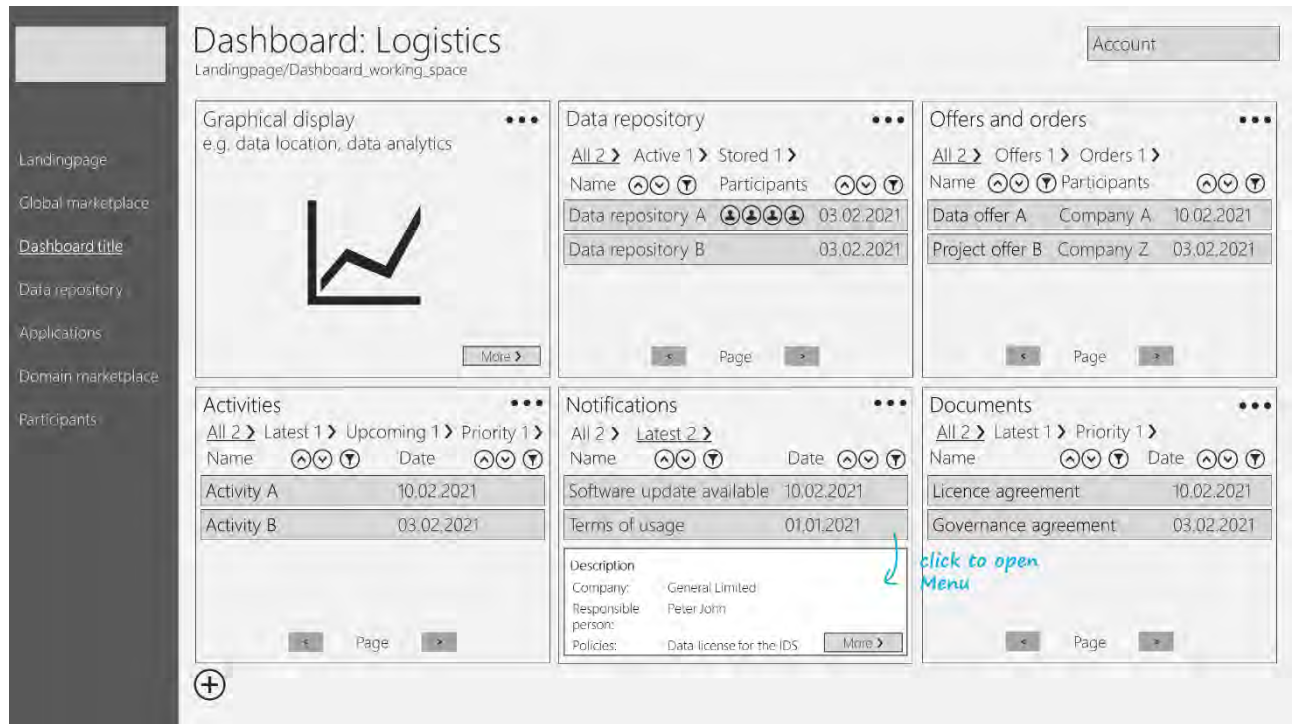 Dashboard: Logistics
Landingpage/Dashboard_working_space
Account
Landingpage
Global marketplace
Dashboard title
Data repository
Applications
Domain marketplace
Participants
Graphical display
e.g. data location, data analytics
More
Data repository
All 2 Active 1 Stored 1
Name Participants
Data repository A 03.02.2021
Data repository B 03.02.2021
< Page >
Offers and orders
All 2 Offers 1 Orders 1
Name Participants
Data offer A Company A 10.02.2021
Project offer B Company Z 03.02.2021
< Page >
Activities
All 2 Latest 1 Upcoming 1 Priority 1
Name Date
Activity A 10.02.2021
Activity B 03.02.2021
< Page >
Notifications
All 2 Latest 2
Name Date
Software update available 10.02.2021
Terms of usage 01.01.2021
Description
Company: General Limited
Responsible Peter John
person:
Policies: Data license for the IDS More
click to open
Menu
Documents
All 2 Latest 1 Priority 1
Name Date
Licence agreement 10.02.2021
Governance agreement 03.02.2021
< Page >